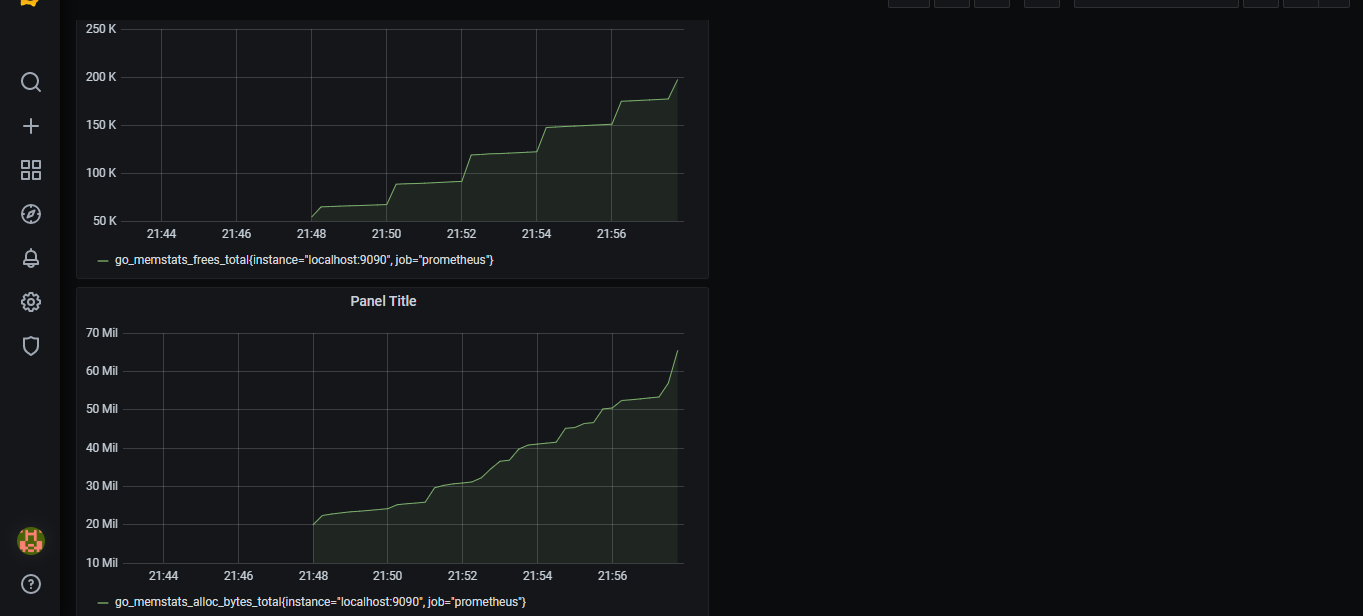 250 K
200 K
150 K
100 K
50 K
21:44 21:46 21:48 21:50 21:52 21:54 21:56
go_memstats_frees_total{instance="localhost:9090", job="prometheus"}
Panel Title
70 Mil
60 Mil
50 Mil
40 Mil
30 Mil
20 Mil
10 Mil
21:44 21:46 21:48 21:50 21:52 21:54 21:56
go_memstats_alloc_bytes_total{instance="localhost:9090", job="prometheus"}